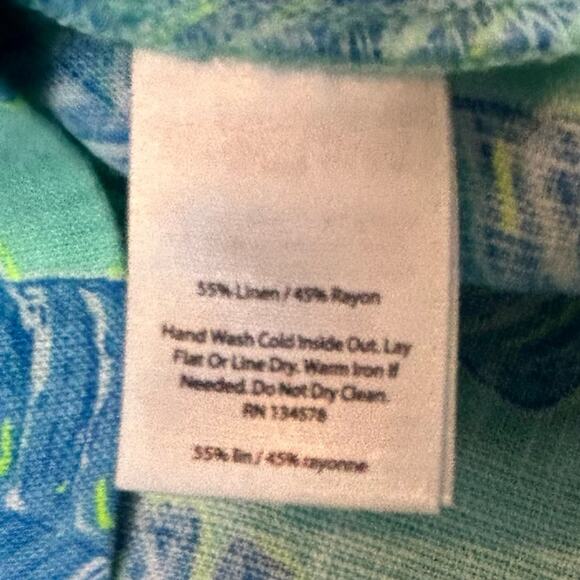 55% Linen / 45% Rayon
Hand Wash Cold Inside Out. Lay
Flat Or Line Dry. Warm Iron If
Needed. Do Not Dry Clean.
RN 134578
55% lin / 45% rayonne